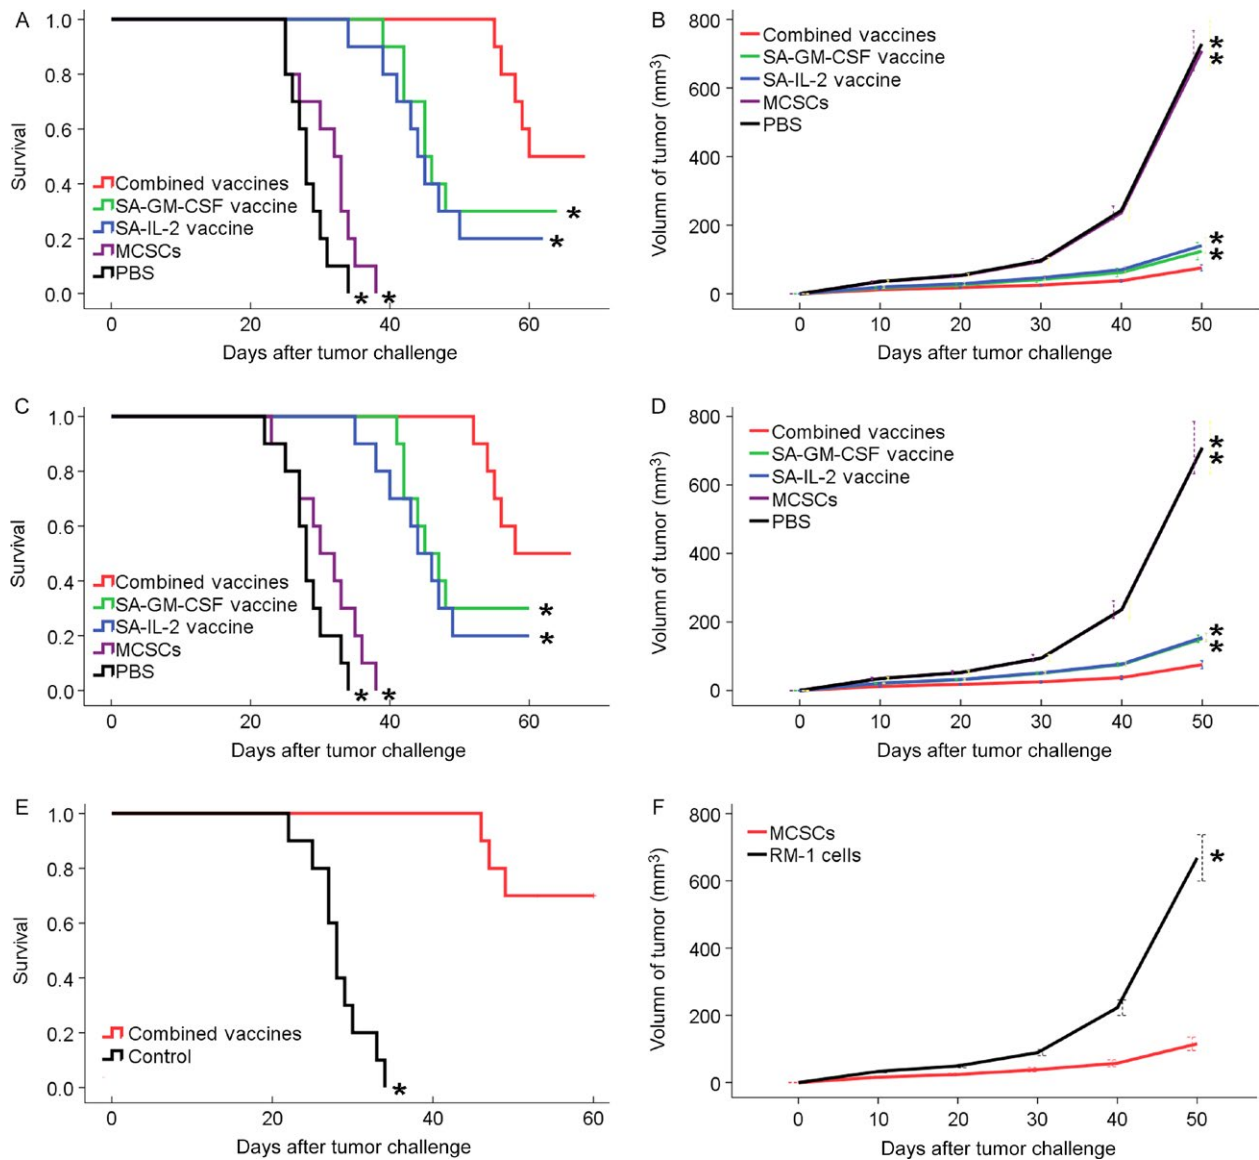 A
1.0
0.8
0.6
0.4
0.2
0.0
Survival
Combined vaccines
SA-GM-CSF vaccine
SA-IL-2 vaccine
MCSCs
PBS
*
*
* *
0 20 40 60
Days after tumor challenge
B
800
600
400
200
0
Volumn of tumor (mm³)
Combined vaccines
SA-GM-CSF vaccine
SA-IL-2 vaccine
MCSCs
PBS
*
*
*
*
0 10 20 30 40 50
Days after tumor challenge
C
1.0
0.8
0.6
0.4
0.2
0.0
Survival
Combined vaccines
SA-GM-CSF vaccine
SA-IL-2 vaccine
MCSCs
PBS
*
*
* *
0 20 40 60
Days after tumor challenge
D
800
600
400
200
0
Volumn of tumor (mm³)
Combined vaccines
SA-GM-CSF vaccine
SA-IL-2 vaccine
MCSCs
PBS
*
*
*
*
0 10 20 30 40 50
Days after tumor challenge
E
1.0
0.8
0.6
0.4
0.2
0.0
Survival
Combined vaccines
Control
*
0 20 40 60
Days after tumor challenge
F
800
600
400
200
0
Volumn of tumor (mm³)
MCSCs
RM-1 cells
*
0 10 20 30 40 50
Days after tumor challenge